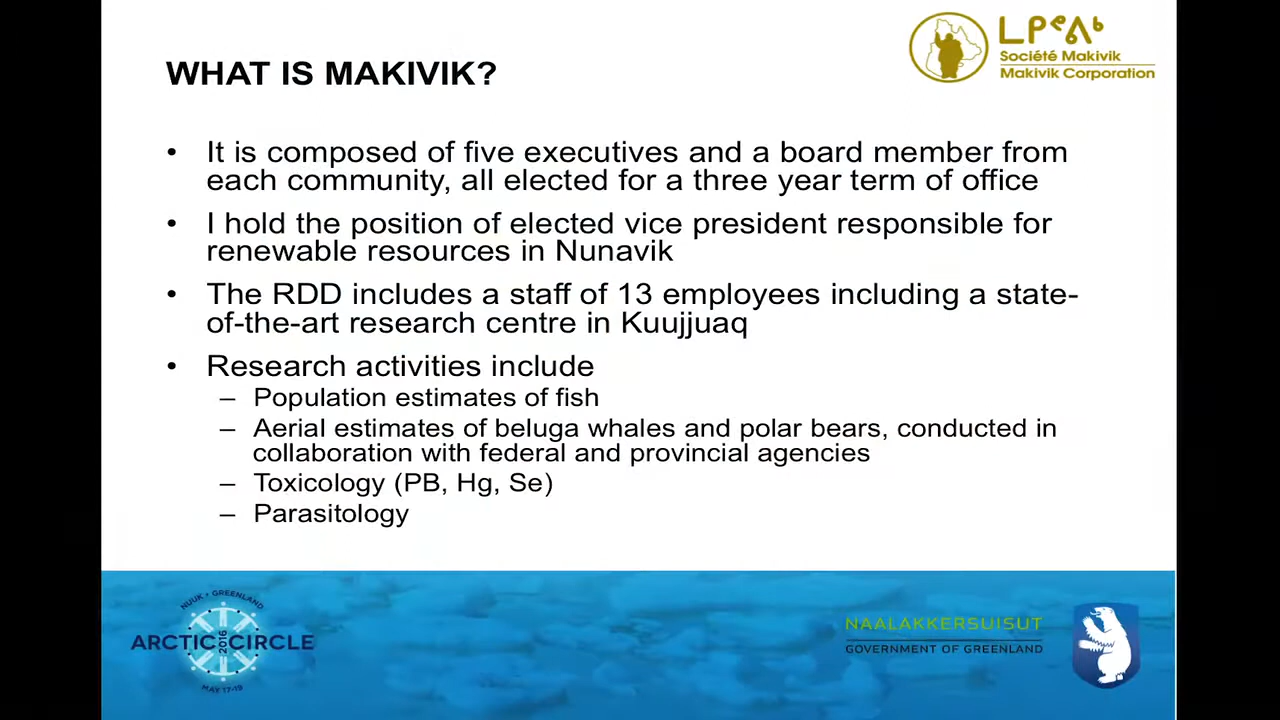 WHAT IS MAKIVIK?
ᒪᑭᕝᕕᒃ
Société Makivik
Makivik Corporation
• It is composed of five executives and a board member from
each community, all elected for a three year term of office
• I hold the position of elected vice president responsible for
renewable resources in Nunavik
• The RDD includes a staff of 13 employees including a state-
of-the-art research centre in Kuujjuaq
• Research activities include
– Population estimates of fish
– Aerial estimates of beluga whales and polar bears, conducted in
collaboration with federal and provincial agencies
– Toxicology (PB, Hg, Se)
– Parasitology
NUUK • GREENLAND
ARCTIC CIRCLE
2016
MAY 17-19
NAALAKKERSUISUT
GOVERNMENT OF GREENLAND